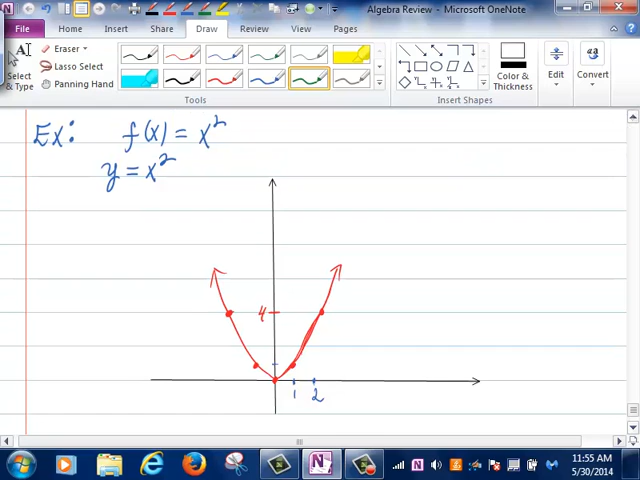 Algebra Review - Microsoft OneNote
File Home Insert Share Draw Review View
Select & Type
Eraser
Lasso Select
Panning Hand
Color & Thickness
Edit
Convert
Tools
Insert Shapes
Ex: f(x) = x²
y = x²
4
1 2
11:55 AM
5/30/2014